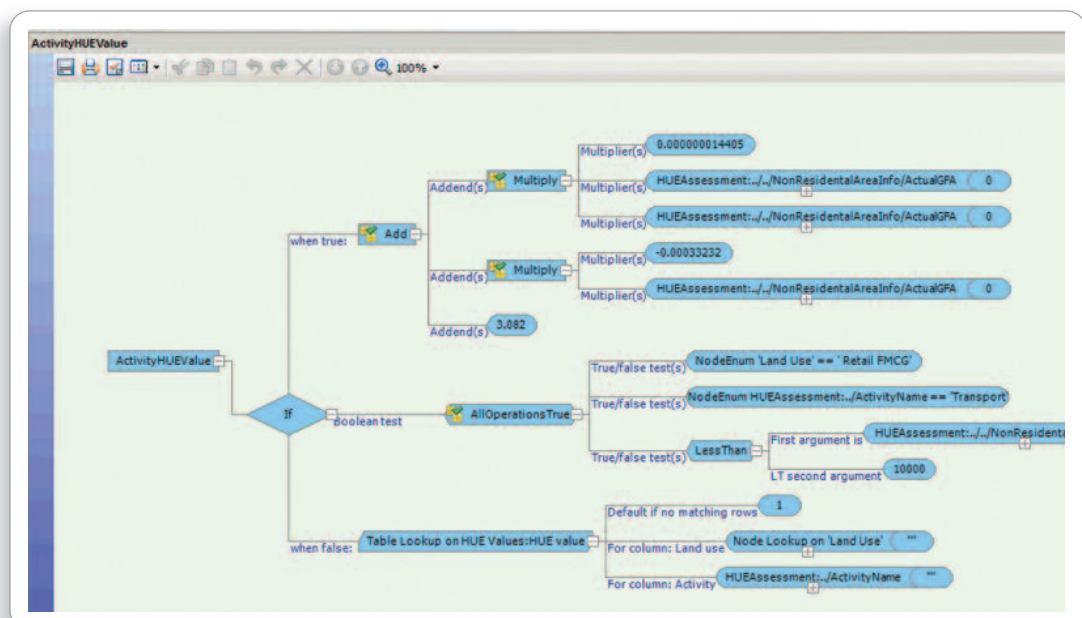 ActivityHUEValue
100%
Multiplier(s) 0.000000014405
Addend(s) Multiply Multiplier(s) HUEAssessment:../../NonResidentalAreaInfo/ActualGFA 0
Multiplier(s) HUEAssessment:../../NonResidentalAreaInfo/ActualGFA 0
when true: Add
Addend(s) Multiply Multiplier(s) -0.00033232
Multiplier(s) HUEAssessment:../../NonResidentalAreaInfo/ActualGFA 0
Addend(s) 3.082
ActivityHUEValue
True/false test(s) NodeEnum 'Land Use' == ' Retail FMCG'
If Boolean test AllOperationsTrue True/false test(s) NodeEnum HUEAssessment:../ActivityName == 'Transport'
True/false test(s) LessThan First argument is HUEAssessment:../../NonResidenta
LT second argument 10000
Default if no matching rows 1
when false: Table Lookup on HUE Values:HUE value For column: Land use Node Lookup on 'Land Use' ""
For column: Activity HUEAssessment:../ActivityName ""